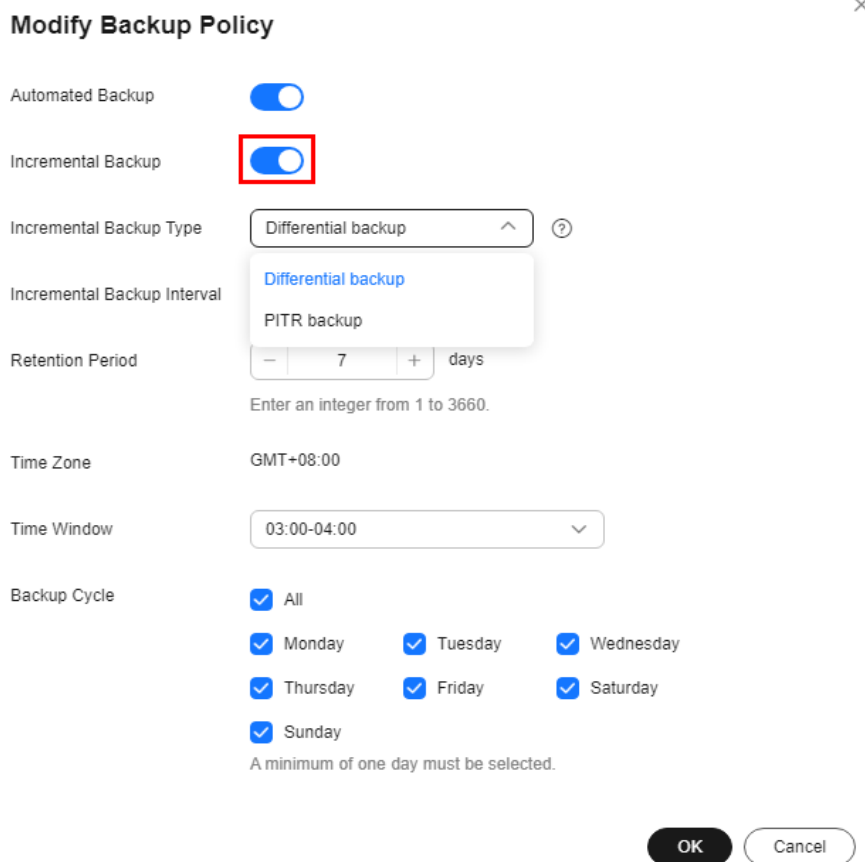 Modify Backup Policy
Automated Backup
Incremental Backup
Incremental Backup Type Differential backup ?
Differential backup
Incremental Backup Interval
PITR backup
Retention Period − 7 + days
Enter an integer from 1 to 3660.
Time Zone GMT+08:00
Time Window 03:00-04:00
Backup Cycle All
Monday Tuesday Wednesday
Thursday Friday Saturday
Sunday
A minimum of one day must be selected.
OK Cancel